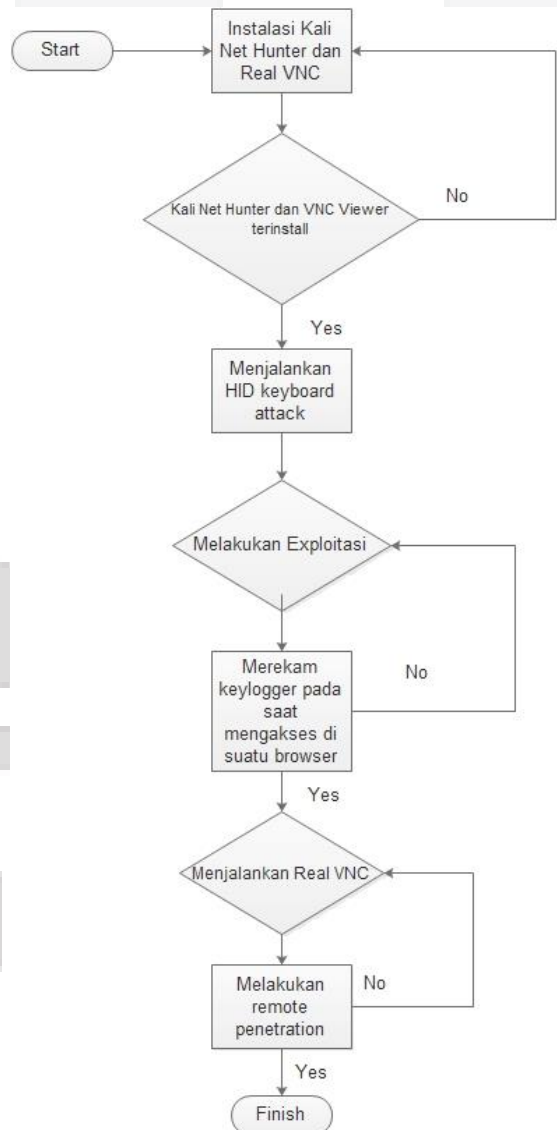 Start
Instalasi Kali
Net Hunter dan
Real VNC
Kali Net Hunter dan VNC Viewer
terinstall
No
Yes
Menjalankan
HID keyboard
attack
Melakukan Exploitasi
Merekam
keylogger pada
saat
mengakses di
suatu browser
No
Yes
Menjalankan Real VNC
Melakukan
remote
penetration
No
Yes
Finish